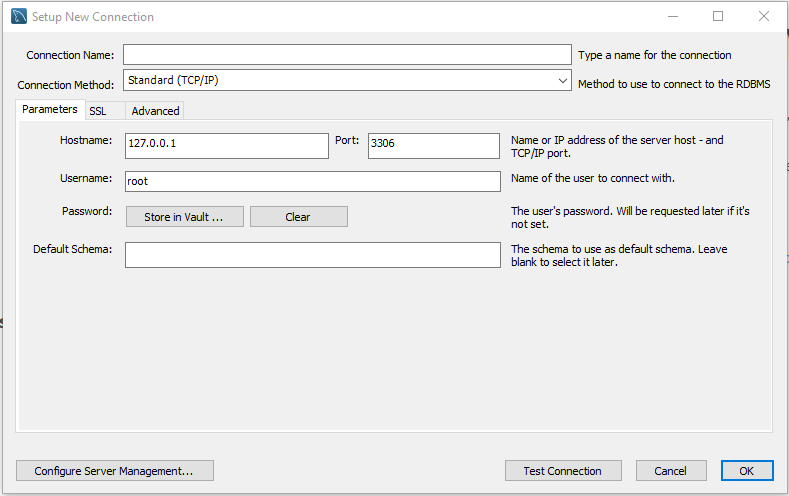 Setup New Connection
Connection Name:
Type a name for the connection
Connection Method:
Standard (TCP/IP)
Method to use to connect to the RDBMS
Parameters
SSL
Advanced
Hostname:
127.0.0.1
Port:
3306
Name or IP address of the server host - and
TCP/IP port.
Username:
root
Name of the user to connect with.
Password:
Store in Vault ...
Clear
The user's password. Will be requested later if it's
not set.
Default Schema:
The schema to use as default schema. Leave
blank to select it later.
Configure Server Management...
Test Connection
Cancel
OK